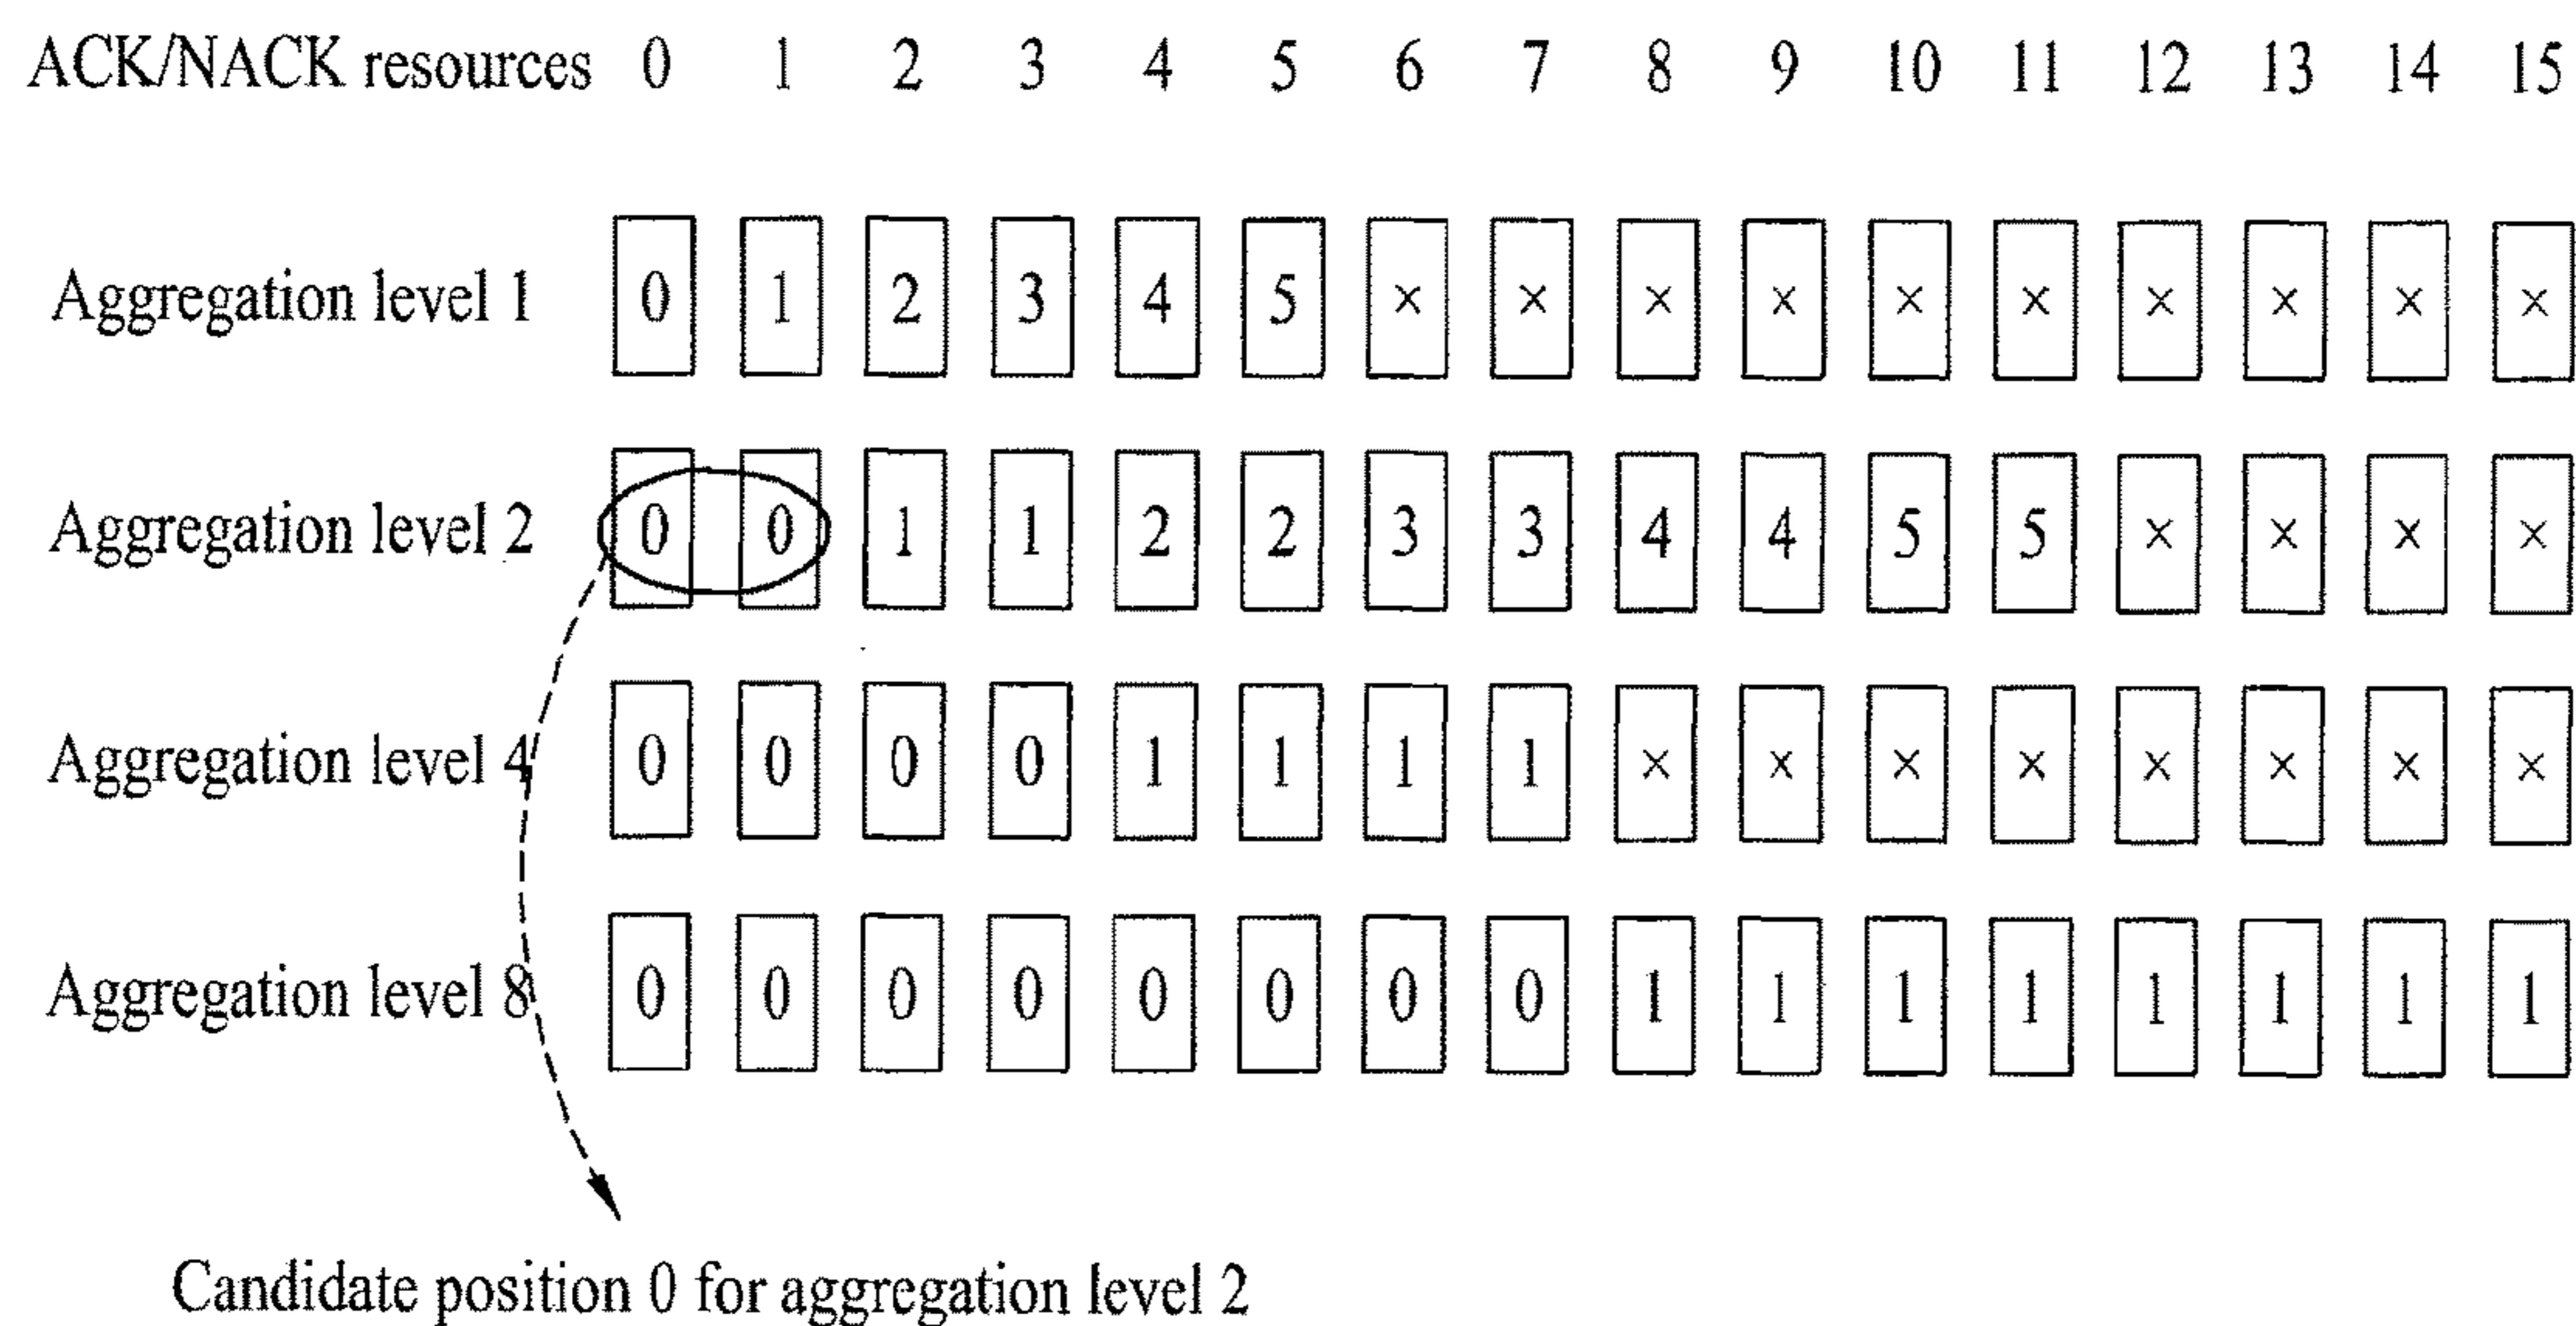 ACK/NACK resources 0 1 2 3 4 5 6 7 8 9 10 11 12 13 14 15
Aggregation level 1 0 1 2 3 4 5 × × × × × × × × × ×
Aggregation level 2 0 0 1 1 2 2 3 3 4 4 5 5 × × × ×
Aggregation level 4 0 0 0 0 1 1 1 1 × × × × × × × ×
Aggregation level 8 0 0 0 0 0 0 0 0 1 1 1 1 1 1 1 1
Candidate position 0 for aggregation level 2